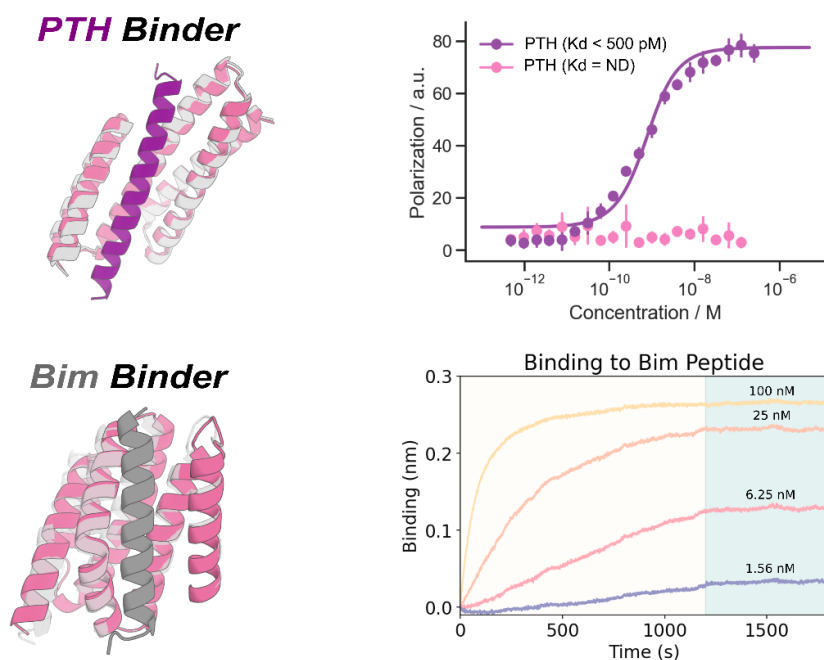 PTH Binder
PTH (Kd < 500 pM)
PTH (Kd = ND)
80
60
40
20
0
Polarization / a.u.
10⁻¹² 10⁻¹⁰ 10⁻⁸ 10⁻⁶
Concentration / M
Bim Binder
Binding to Bim Peptide
0.3
0.2
0.1
0.0
Binding (nm)
100 nM
25 nM
6.25 nM
1.56 nM
0 500 1000 1500
Time (s)